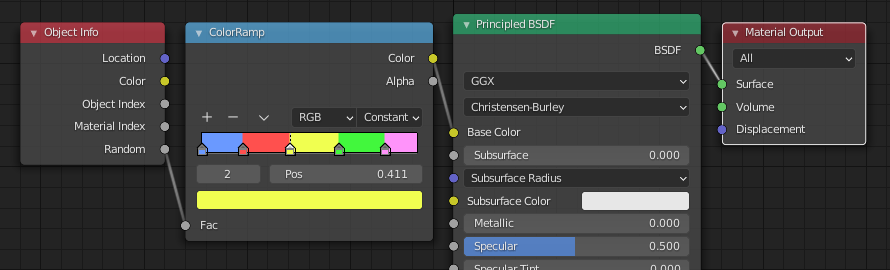 Object Info
Location
Color
Object Index
Material Index
Random
ColorRamp
Color
Alpha
RGB
Constant
2
Pos 0.411
Fac
Principled BSDF
BSDF
GGX
Christensen-Burley
Base Color
Subsurface 0.000
Subsurface Radius
Subsurface Color
Metallic 0.000
Specular 0.500
Specular Tint 0.000
Material Output
All
Surface
Volume
Displacement